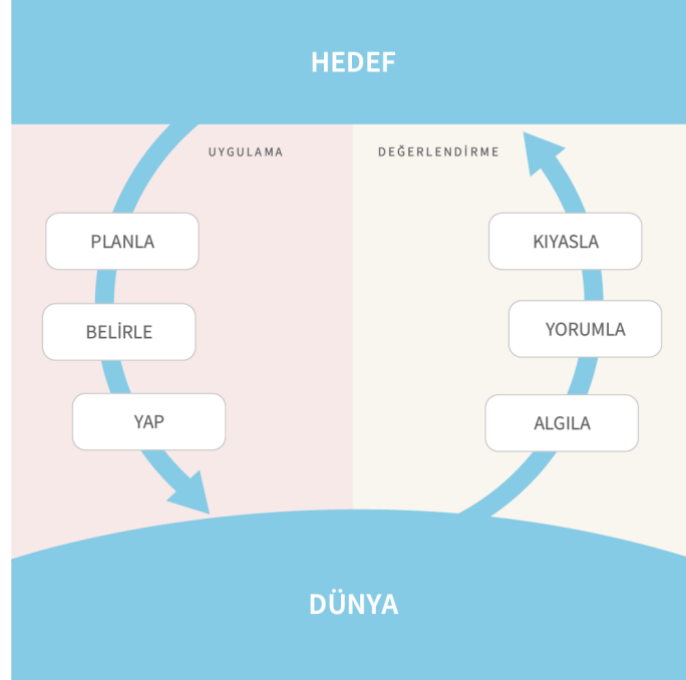 HEDEF
UYGULAMA
DEĞERLENDİRME
PLANLA
BELİRLE
YAP
KIYASLA
YORUMLA
ALGILA
DÜNYA